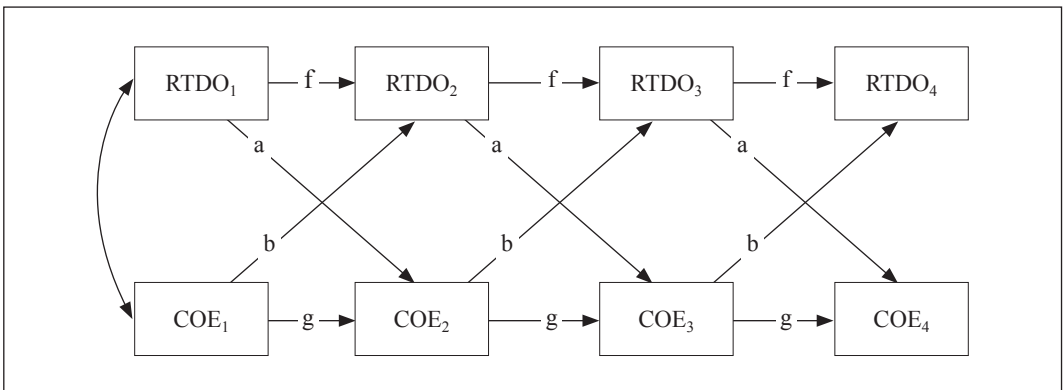 RTDO₁ f RTDO₂ f RTDO₃ f RTDO₄
a a a
b b b
COE₁ g COE₂ g COE₃ g COE₄